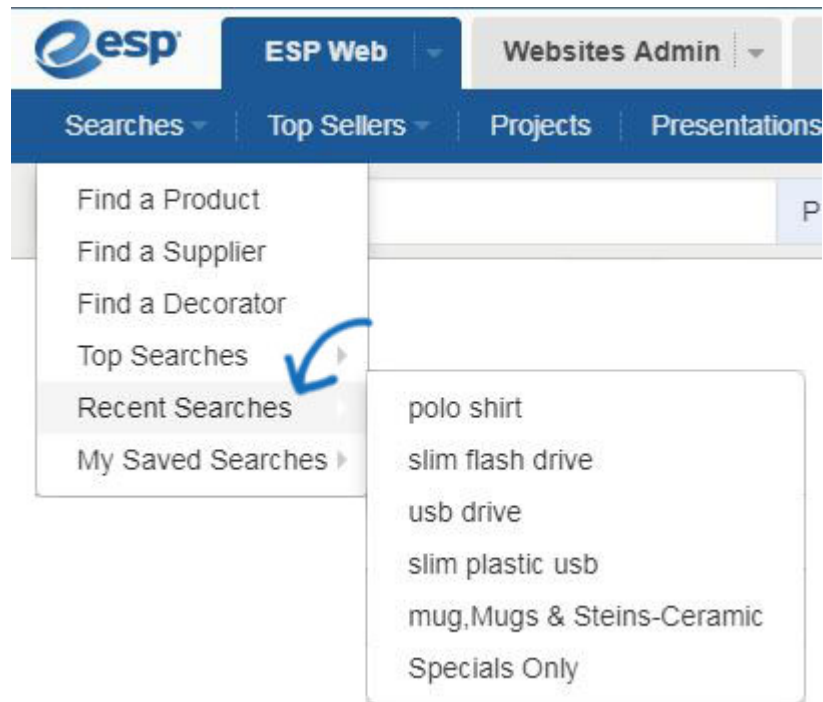 esp
ESP Web
Websites Admin
Searches
Top Sellers
Projects
Presentations
P
Find a Product
Find a Supplier
Find a Decorator
Top Searches
Recent Searches
My Saved Searches
polo shirt
slim flash drive
usb drive
slim plastic usb
mug,Mugs & Steins-Ceramic
Specials Only